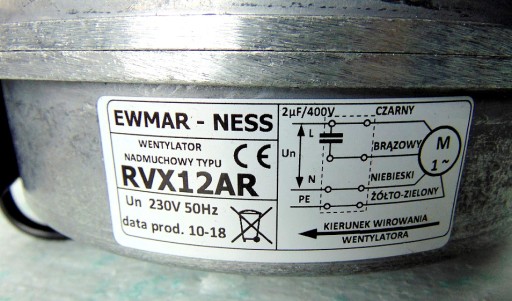 EWMAR - NESS
WENTYLATOR
NADMUCHOWY TYPU
CE
RVX12AR
Un 230V 50Hz
data prod. 10-18
2µF/400V
CZARNY
L
BRĄZOWY
M
1~
Un
N
NIEBIESKI
PE
ŻÓŁTO-ZIELONY
KIERUNEK WIROWANIA
WENTYLATORA